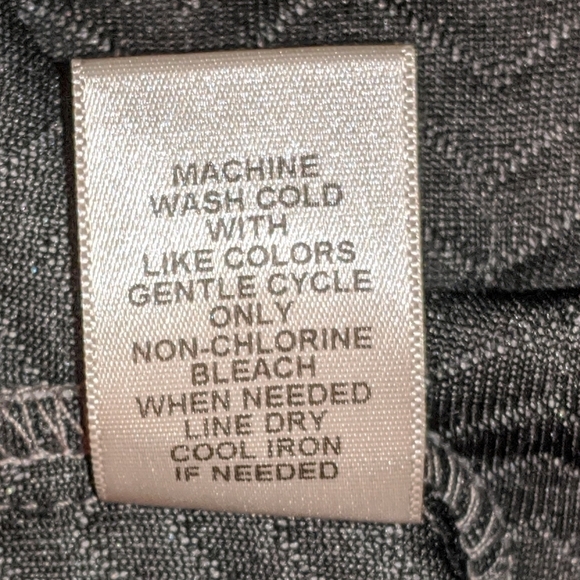 MACHINE
WASH COLD
WITH
LIKE COLORS
GENTLE CYCLE
ONLY
NON-CHLORINE
BLEACH
WHEN NEEDED
LINE DRY
COOL IRON
IF NEEDED